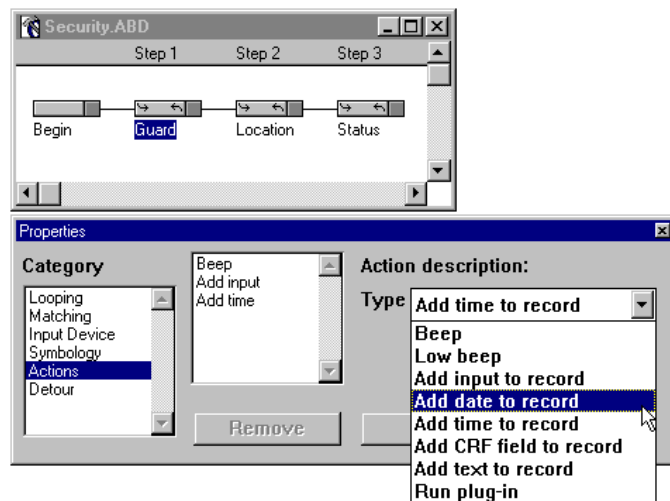 Security.ABD
Step 1 Step 2 Step 3
Begin Guard Location Status
Properties
Category
Looping
Matching
Input Device
Symbology
Actions
Detour
Beep
Add input
Add time
Remove
Action description:
Type Add time to record
Beep
Low beep
Add input to record
Add date to record
Add time to record
Add CRF field to record
Add text to record
Run plug-in